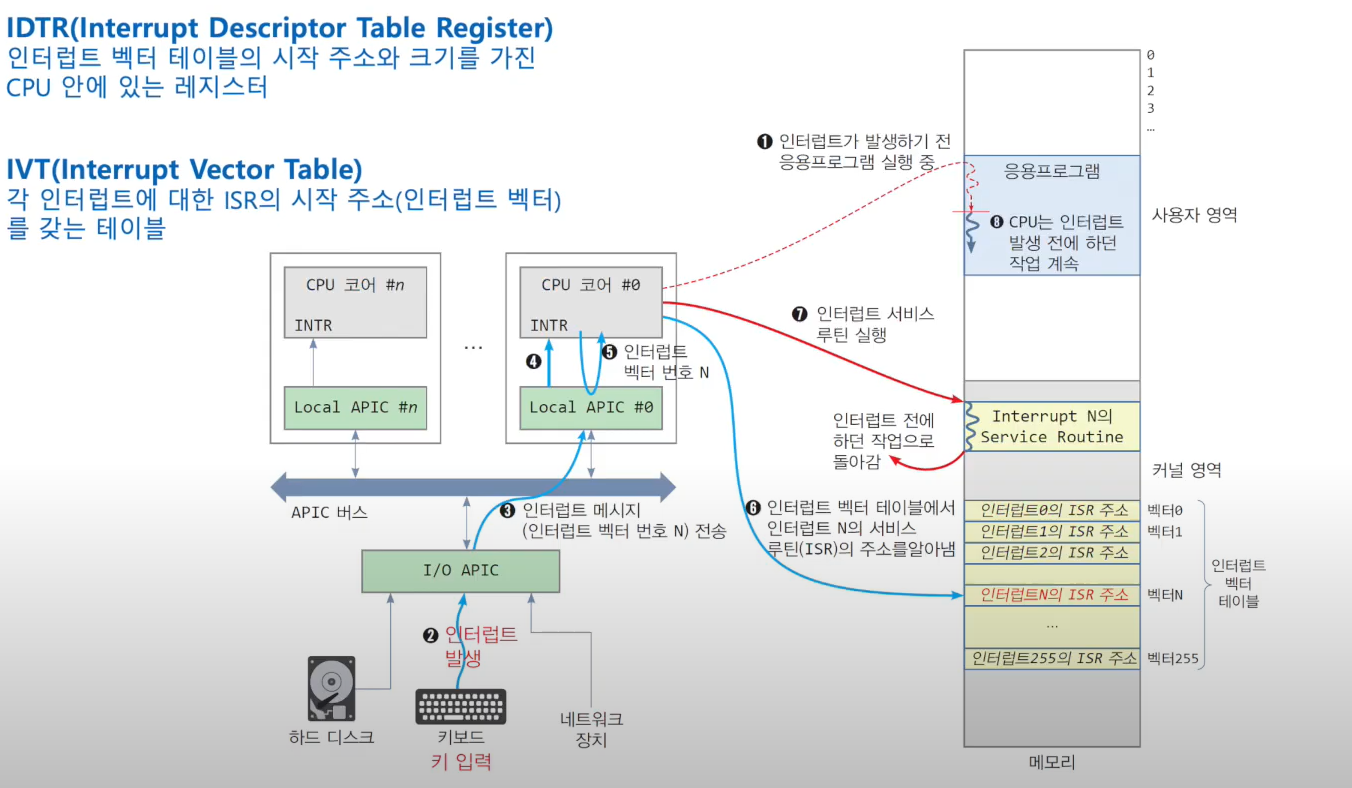 IDTR(Interrupt Descriptor Table Register)
인터럽트 벡터 테이블의 시작 주소와 크기를 가진
CPU 안에 있는 레지스터
IVT(Interrupt Vector Table)
각 인터럽트에 대한 ISR의 시작 주소(인터럽트 벡터)
를 갖는 테이블
CPU 코어 #n
INTR
Local APIC #n
...
CPU 코어 #0
INTR
❹
❺ 인터럽트
벡터 번호 N
Local APIC #0
APIC 버스
❸ 인터럽트 메시지
(인터럽트 벡터 번호 N) 전송
I/O APIC
❷ 인터럽트
발생
하드 디스크
키보드
키 입력
네트워크
장치
❶ 인터럽트가 발생하기 전
응용프로그램 실행 중
❼ 인터럽트 서비스
루틴 실행
인터럽트 전에
하던 작업으로
돌아감
❻ 인터럽트 벡터 테이블에서
인터럽트 N의 서비스
루틴(ISR)의 주소를알아냄
0
1
2
3
...
응용프로그램
❽ CPU는 인터럽트
발생 전에 하던
작업 계속
사용자 영역
Interrupt N의
Service Routine
커널 영역
인터럽트0의 ISR 주소 벡터0
인터럽트1의 ISR 주소 벡터1
인터럽트2의 ISR 주소
인터럽트N의 ISR 주소 벡터N
...
인터럽트255의 ISR 주소 벡터255
인터럽트
벡터
테이블
메모리